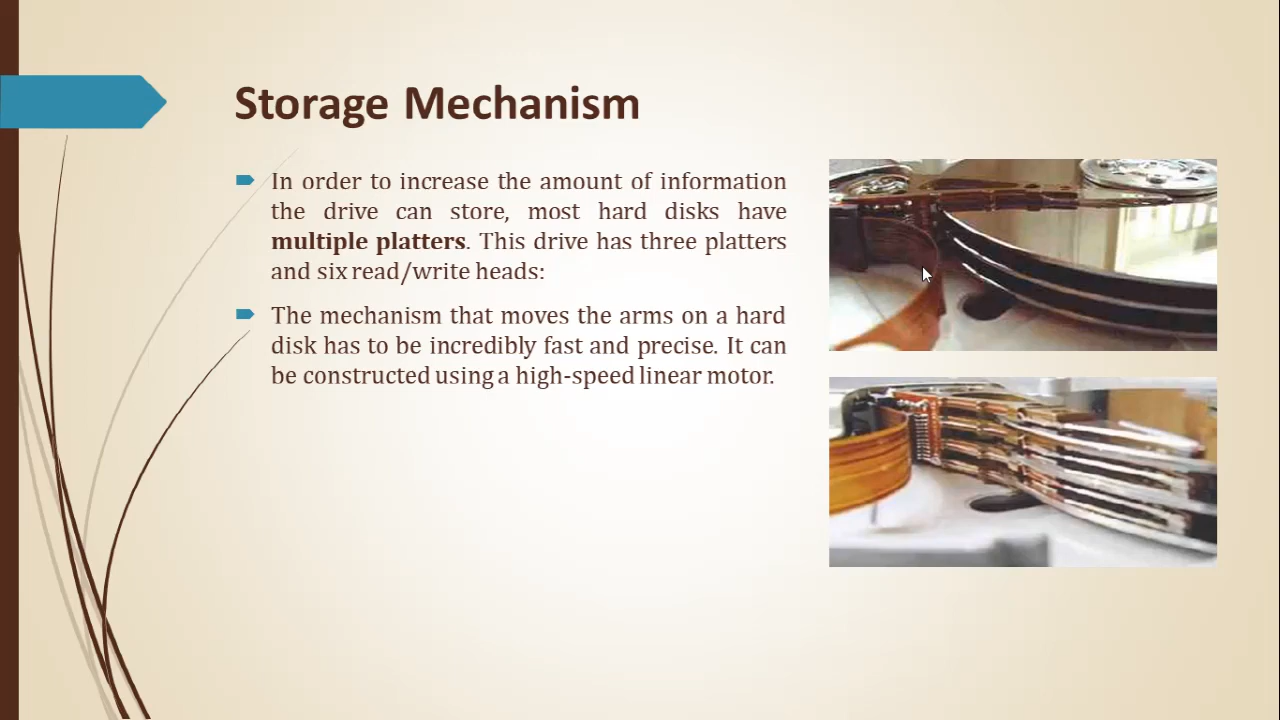 Storage Mechanism
In order to increase the amount of information
the drive can store, most hard disks have
multiple platters. This drive has three platters
and six read/write heads:
The mechanism that moves the arms on a hard
disk has to be incredibly fast and precise. It can
be constructed using a high-speed linear motor.